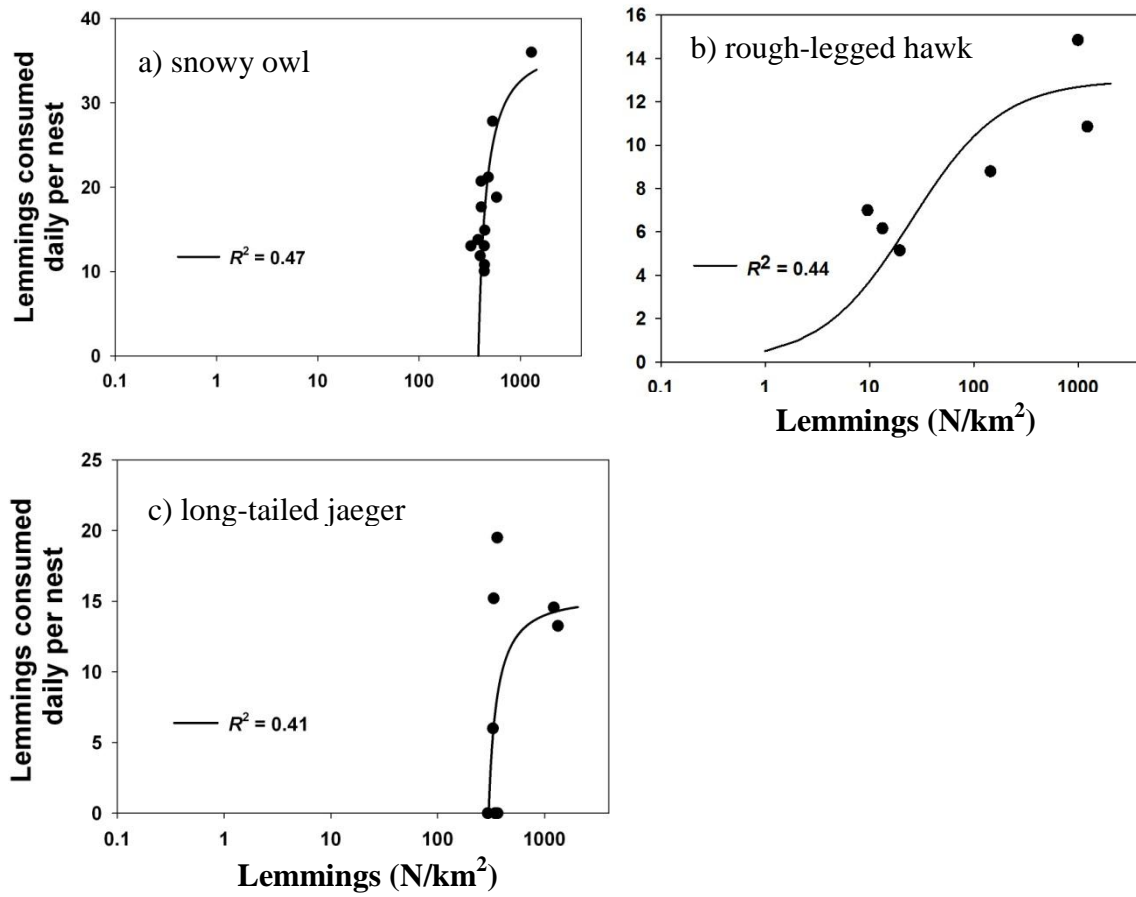 Lemmings consumed
daily per nest
40
30
20
10
0
a) snowy owl
R² = 0.47
0.1 1 10 100 1000
16
14
12
10
8
6
4
2
0
b) rough-legged hawk
R² = 0.44
0.1 1 10 100 1000
Lemmings (N/km²)
Lemmings consumed
daily per nest
25
20
15
10
5
0
c) long-tailed jaeger
R² = 0.41
0.1 1 10 100 1000
Lemmings (N/km²)